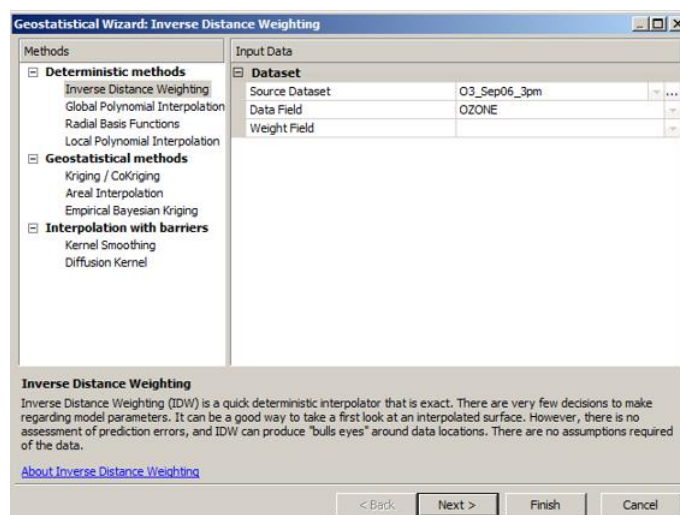 Geostatistical Wizard: Inverse Distance Weighting
Methods
Deterministic methods
Inverse Distance Weighting
Global Polynomial Interpolation
Radial Basis Functions
Local Polynomial Interpolation
Geostatistical methods
Kriging / CoKriging
Areal Interpolation
Empirical Bayesian Kriging
Interpolation with barriers
Kernel Smoothing
Diffusion Kernel
Input Data
Dataset
Source Dataset O3_Sep06_3pm ...
Data Field OZONE
Weight Field
Inverse Distance Weighting
Inverse Distance Weighting (IDW) is a quick deterministic interpolator that is exact. There are very few decisions to make
regarding model parameters. It can be a good way to take a first look at an interpolated surface. However, there is no
assessment of prediction errors, and IDW can produce "bulls eyes" around data locations. There are no assumptions required
of the data.
About Inverse Distance Weighting
< Back Next > Finish Cancel